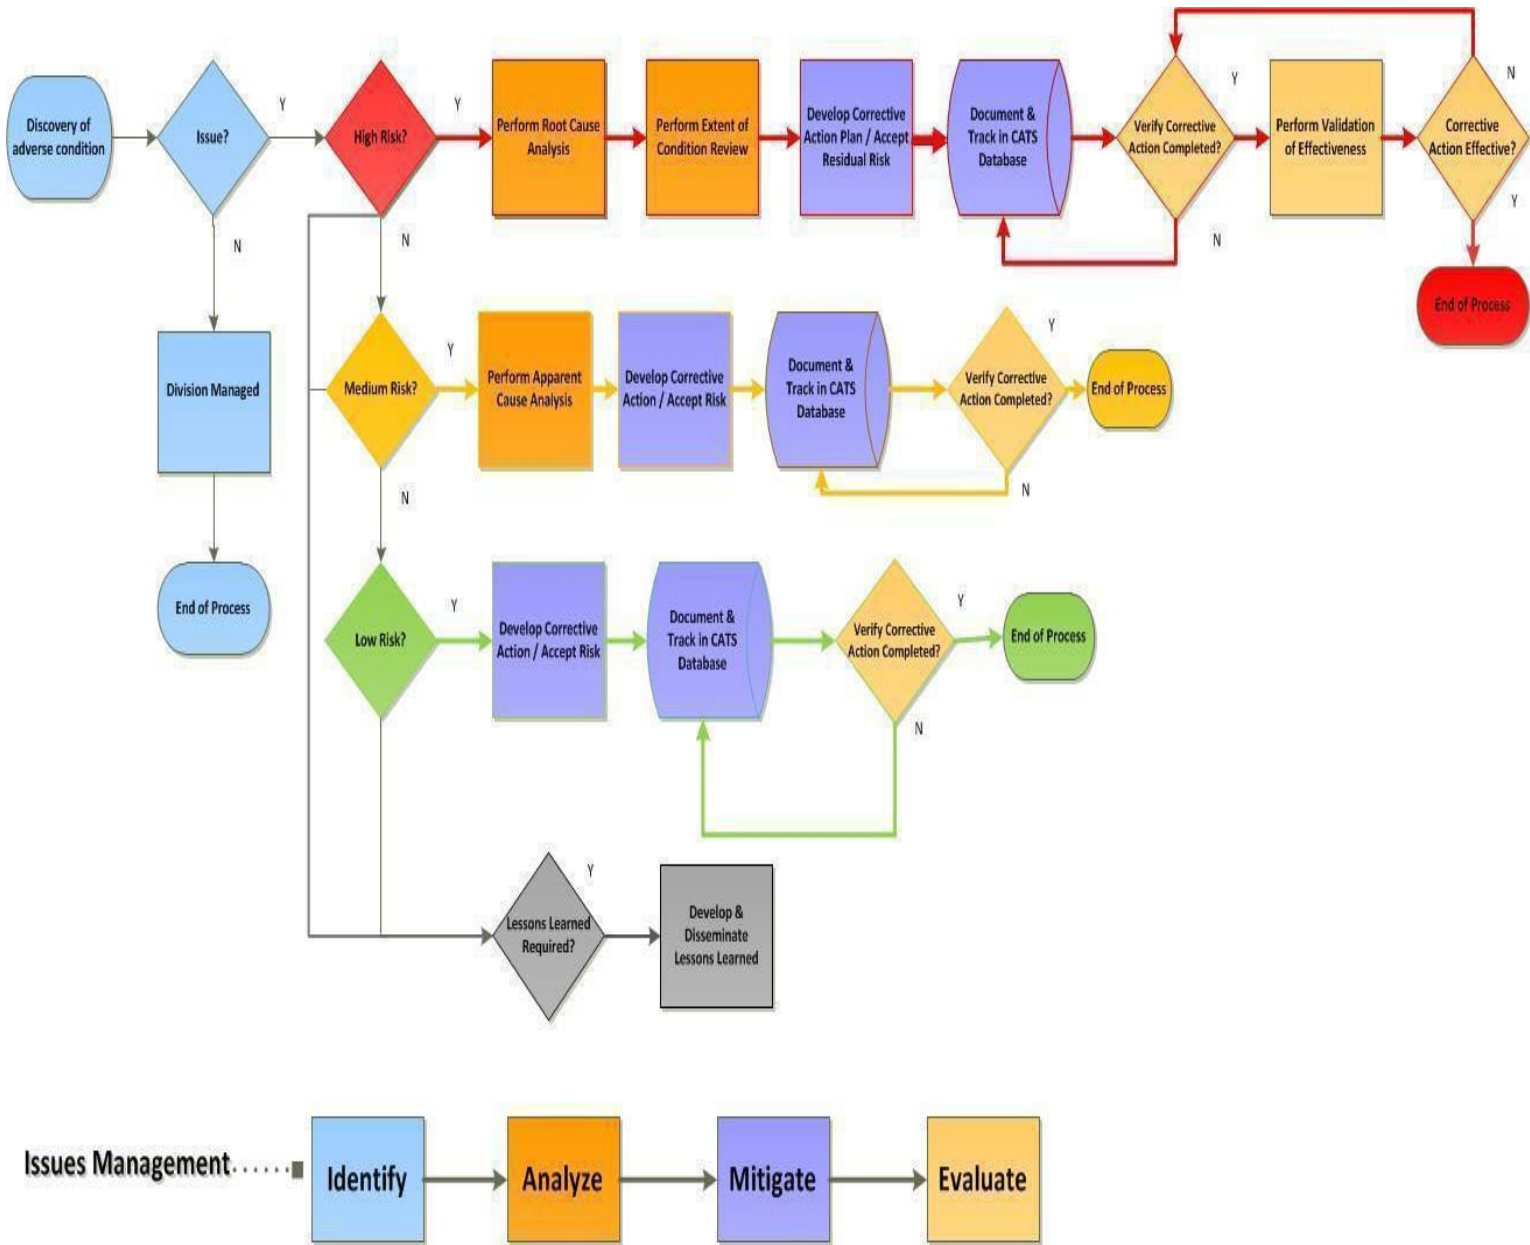 Discovery of
adverse condition
Issue?
Y
High Risk?
Y
Perform Root Cause
Analysis
Perform Extent of
Condition Review
Develop Corrective
Action Plan / Accept
Residual Risk
Document &
Track in CATS
Database
Verify Corrective
Action Completed?
Y
Perform Validation
of Effectiveness
Corrective
Action Effective?
N
Y
N
N
N
End of Process
Division Managed
Medium Risk?
Y
Perform Apparent
Cause Analysis
Develop Corrective
Action / Accept Risk
Document &
Track in CATS
Database
Verify Corrective
Action Completed?
Y
End of Process
N
N
End of Process
Low Risk?
Y
Develop Corrective
Action / Accept Risk
Document &
Track in CATS
Database
Verify Corrective
Action Completed?
Y
End of Process
N
Lessons Learned
Required?
Y
Develop &
Disseminate
Lessons Learned
Issues Management
Identify
Analyze
Mitigate
Evaluate